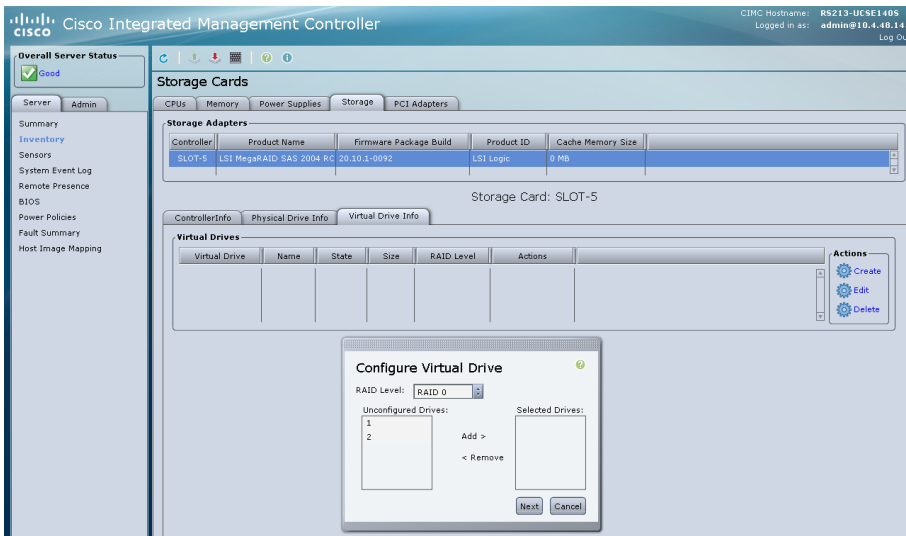 CISCO
Cisco Integrated Management Controller
CIMC Hostname: RS213-UCSE140S
Logged in as: admin@10.4.48.14
Log Ou
Overall Server Status
Good
Server Admin
Summary
Inventory
Sensors
System Event Log
Remote Presence
BIOS
Power Policies
Fault Summary
Host Image Mapping
Storage Cards
CPUs Memory Power Supplies Storage PCI Adapters
Storage Adapters
Controller Product Name Firmware Package Build Product ID Cache Memory Size
SLOT-5 LSI MegaRAID SAS 2004 RC 20.10.1-0092 LSI Logic 0 MB
Storage Card: SLOT-5
ControllerInfo Physical Drive Info Virtual Drive Info
Virtual Drives
Virtual Drive Name State Size RAID Level Actions
Actions
Create
Edit
Delete
Configure Virtual Drive
RAID Level: RAID 0
Unconfigured Drives: Selected Drives:
1
2
Add >
< Remove
Next Cancel